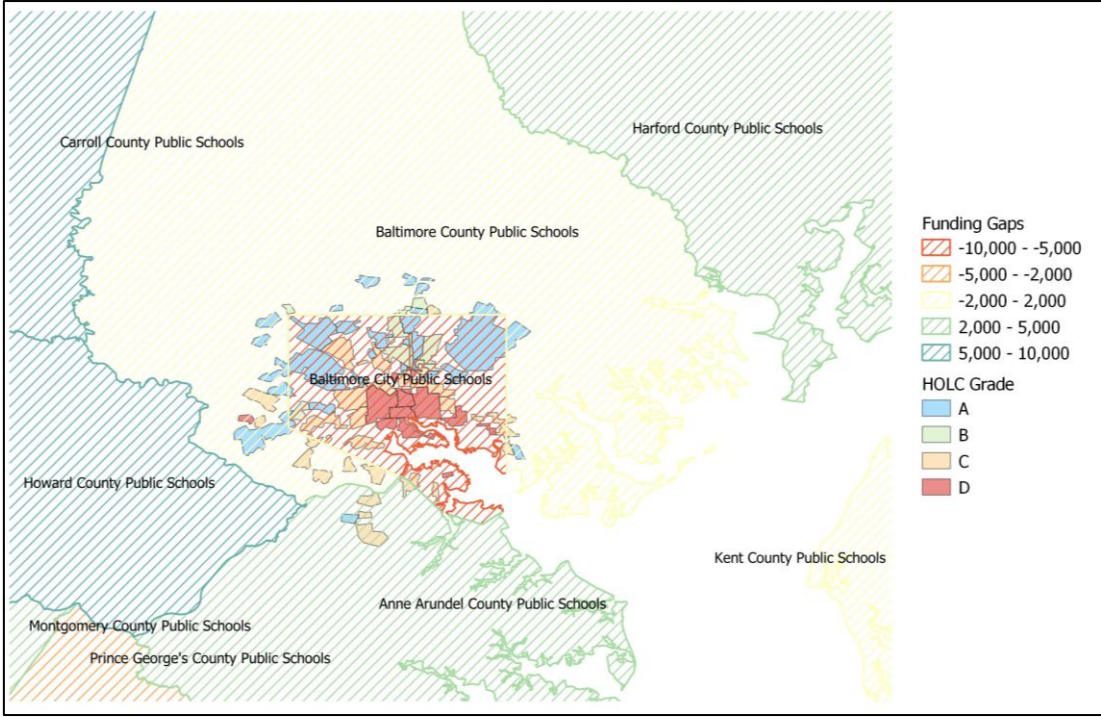 Carroll County Public Schools
Harford County Public Schools
Baltimore County Public Schools
Baltimore City Public Schools
Howard County Public Schools
Kent County Public Schools
Anne Arundel County Public Schools
Montgomery County Public Schools
Prince George's County Public Schools
Funding Gaps
-10,000 - -5,000
-5,000 - -2,000
-2,000 - 2,000
2,000 - 5,000
5,000 - 10,000
HOLC Grade
A
B
C
D